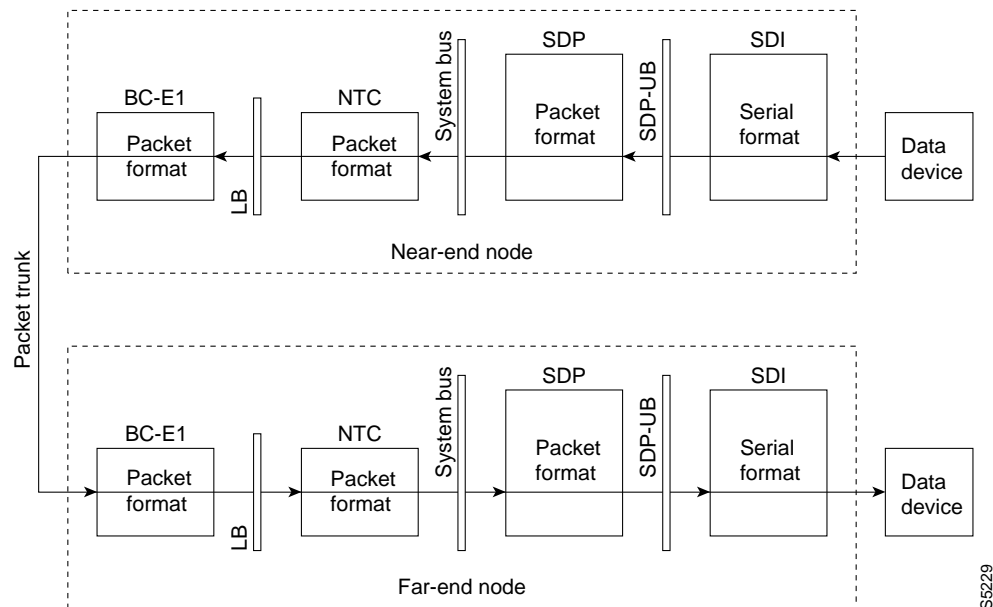 SDP
SDI
BC-E1
NTC
System bus
SDP-UB
Packet
format
LB
Packet
format
Packet
format
Serial
format
Data
device
Near-end node
Packet trunk
SDP
SDI
BC-E1
NTC
System bus
SDP-UB
Packet
format
LB
Packet
format
Packet
format
Serial
format
Data
device
Far-end node
S5229